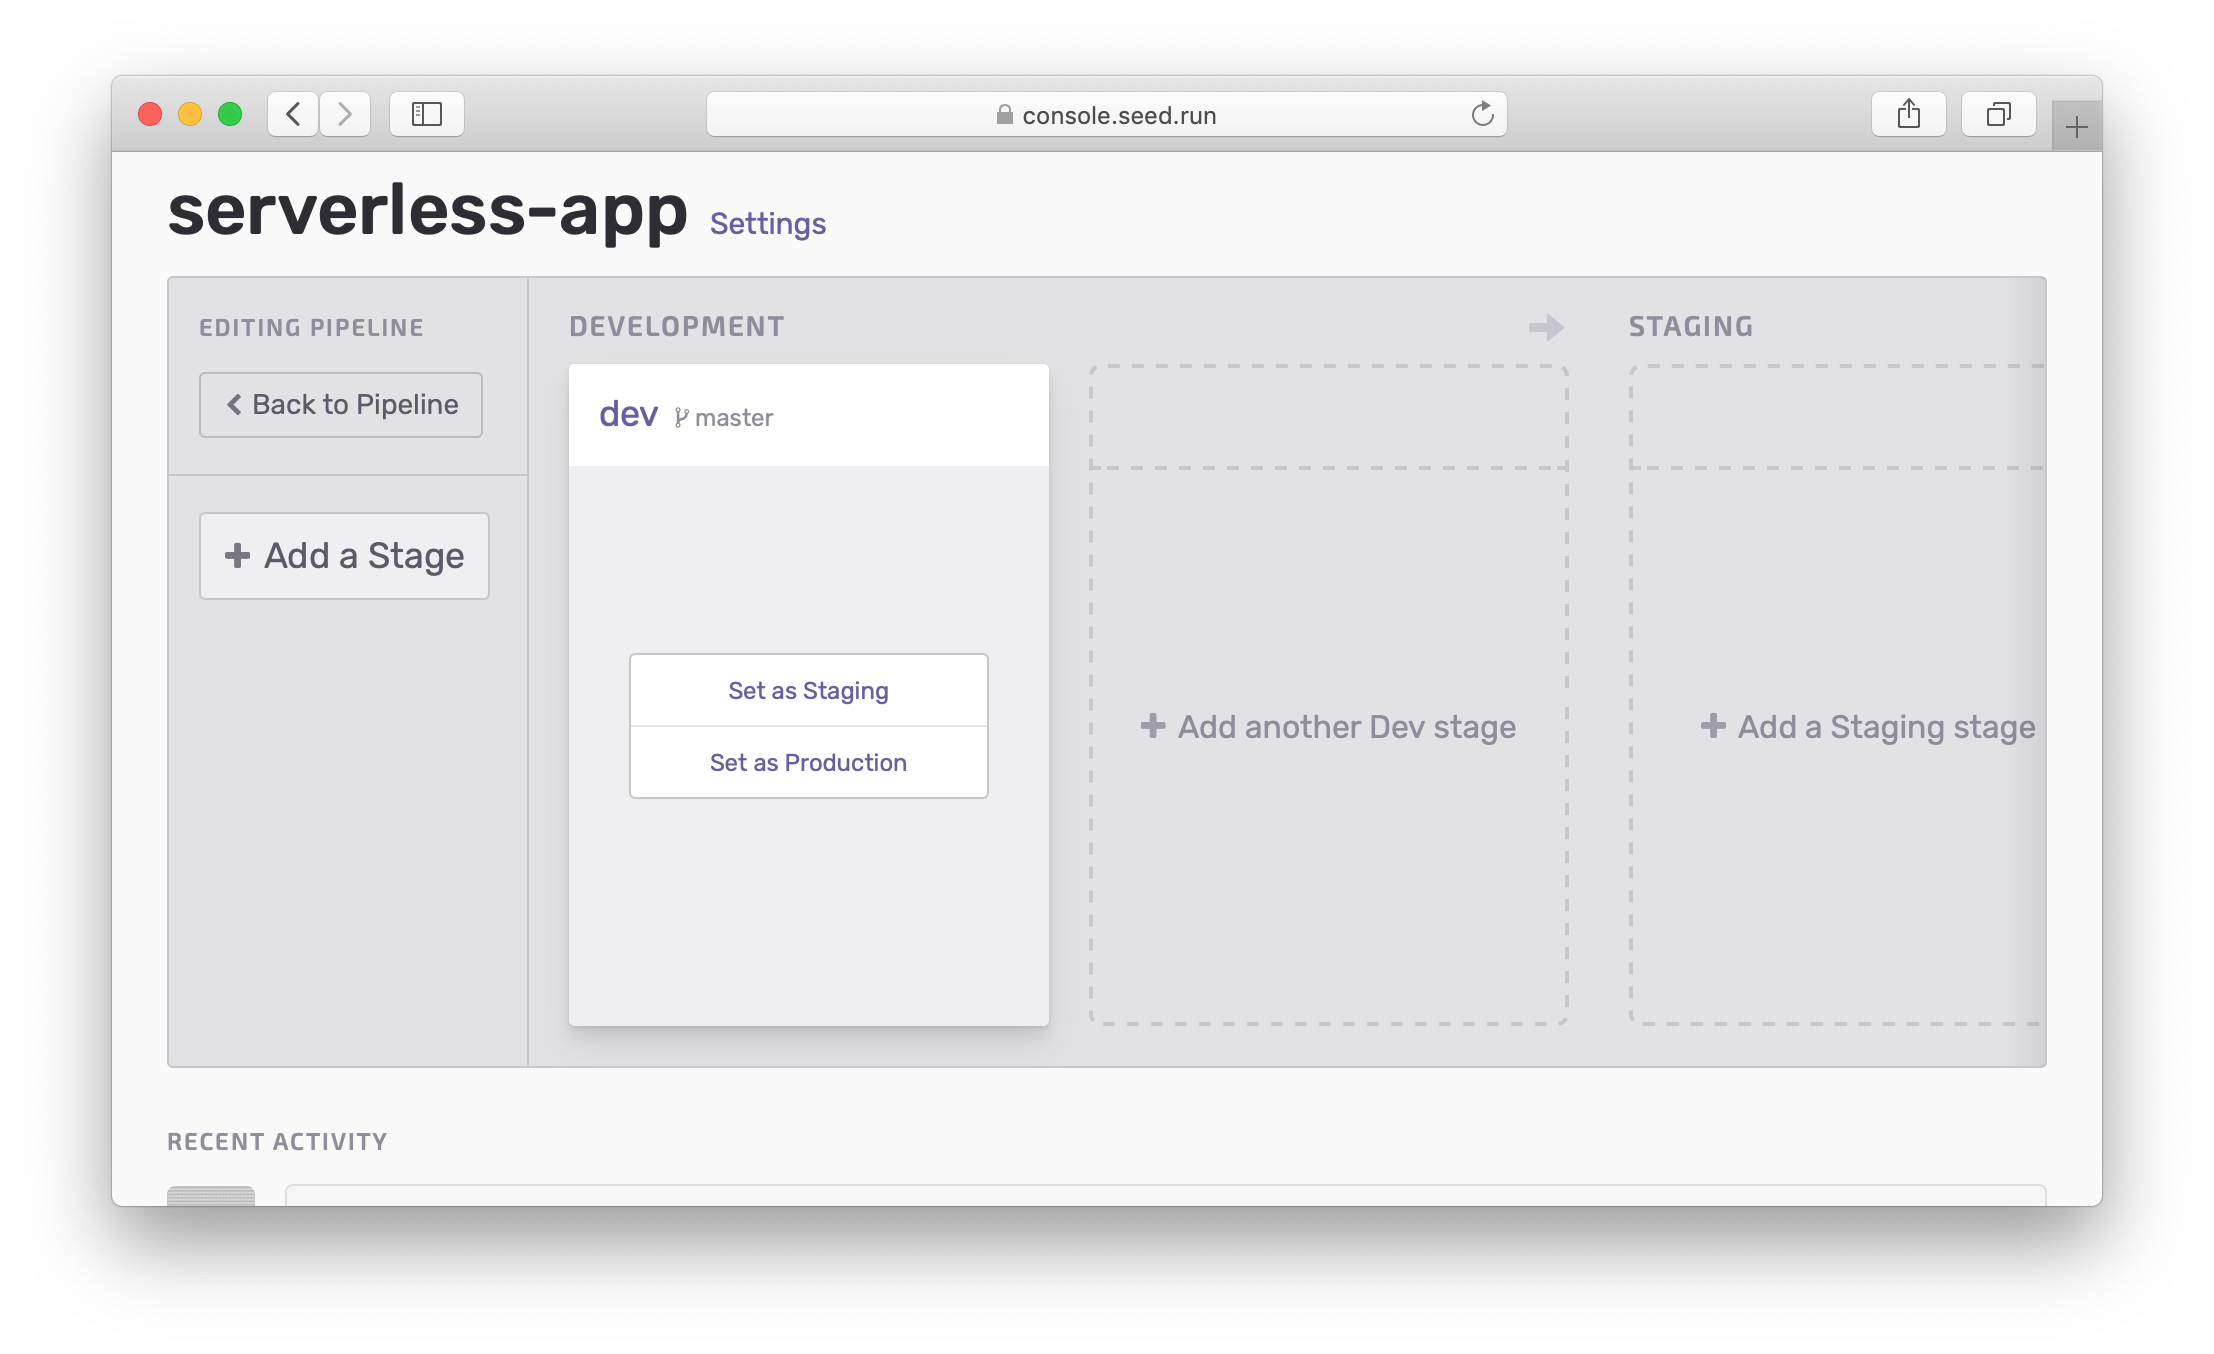 console.seed.run
serverless-app Settings
EDITING PIPELINE
Back to Pipeline
Add a Stage
DEVELOPMENT
dev master
Set as Staging
Set as Production
Add another Dev stage
STAGING
Add a Staging stage
RECENT ACTIVITY